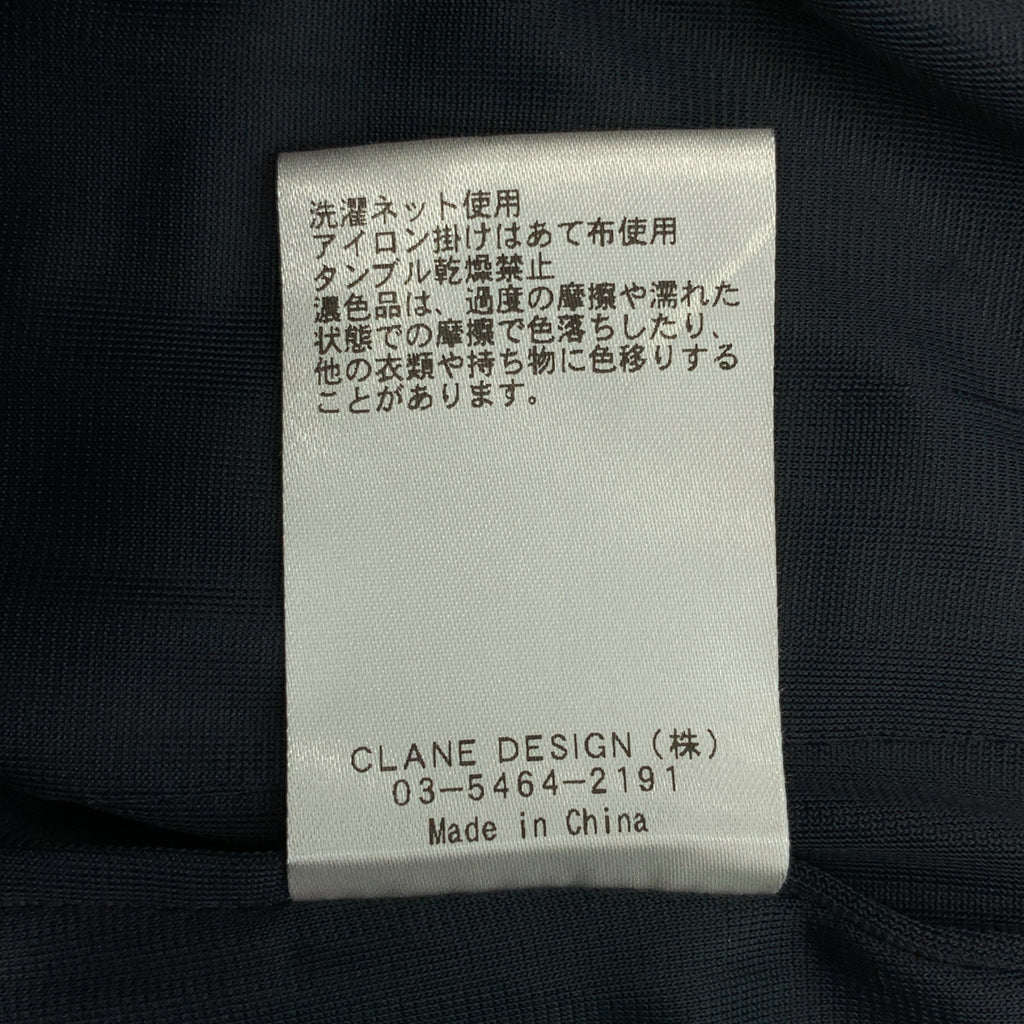 洗濯ネット使用
アイロン掛けはあて布使用
タンブル乾燥禁止
濃色品は、過度の摩擦や濡れた
状態での摩擦で色落ちしたり、
他の衣類や持ち物に色移りする
ことがあります。
CLANE DESIGN (株)
03-5464-2191
Made in China